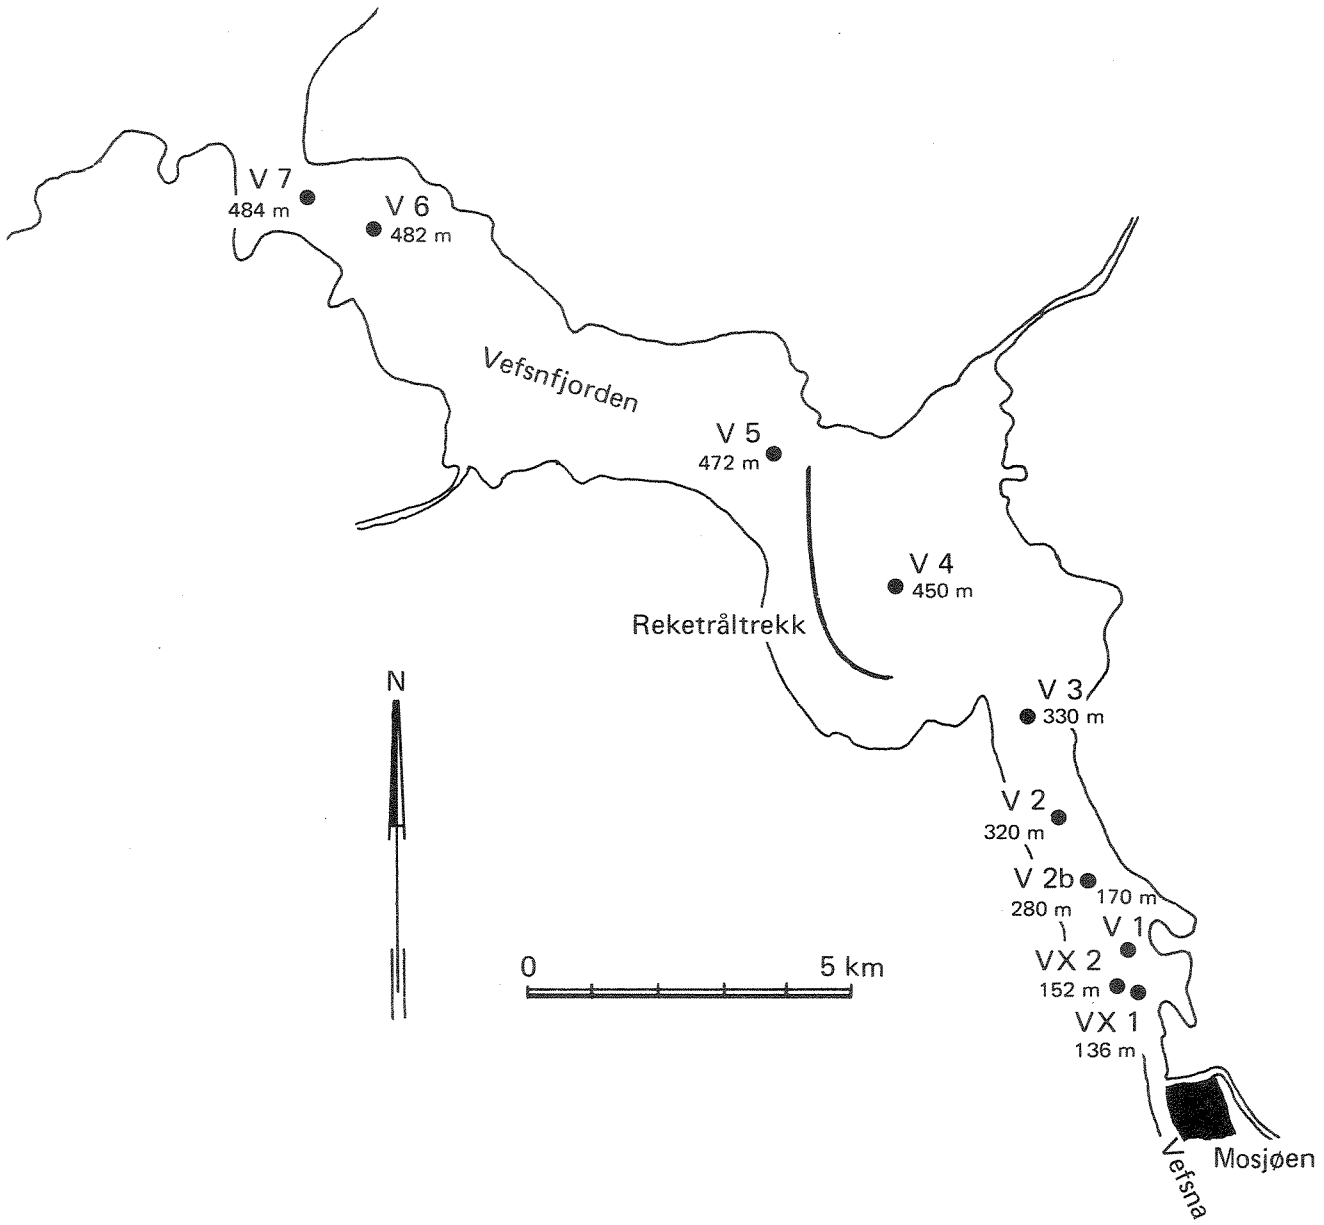 V 7
484 m
V 6
482 m
Vefsnfjorden
V 5
472 m
V 4
450 m
Reketråltrekk
N
V 3
330 m
V 2
320 m
V 2b
280 m
170 m
V 1
VX 2
152 m
0
5 km
VX 1
136 m
Mosjøen
Vefsna